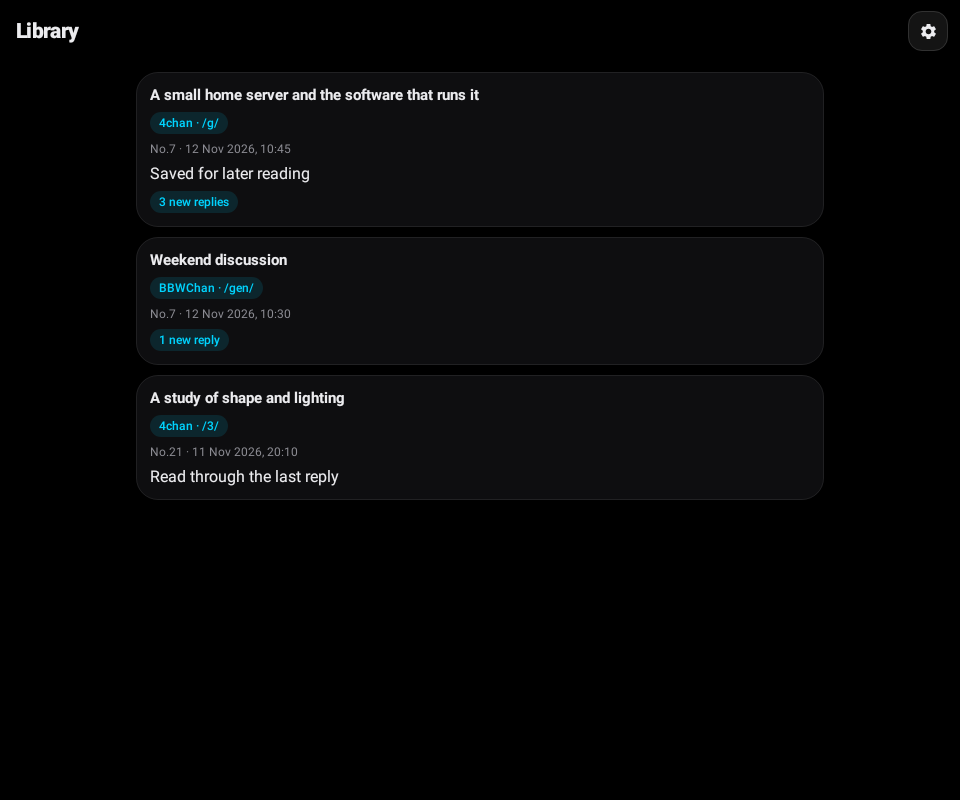 Library
A small home server and the software that runs it
4chan · /g/
No.7 · 12 Nov 2026, 10:45
Saved for later reading
3 new replies
Weekend discussion
BBWChan · /gen/
No.7 · 12 Nov 2026, 10:30
1 new reply
A study of shape and lighting
4chan · /3/
No.21 · 11 Nov 2026, 20:10
Read through the last reply